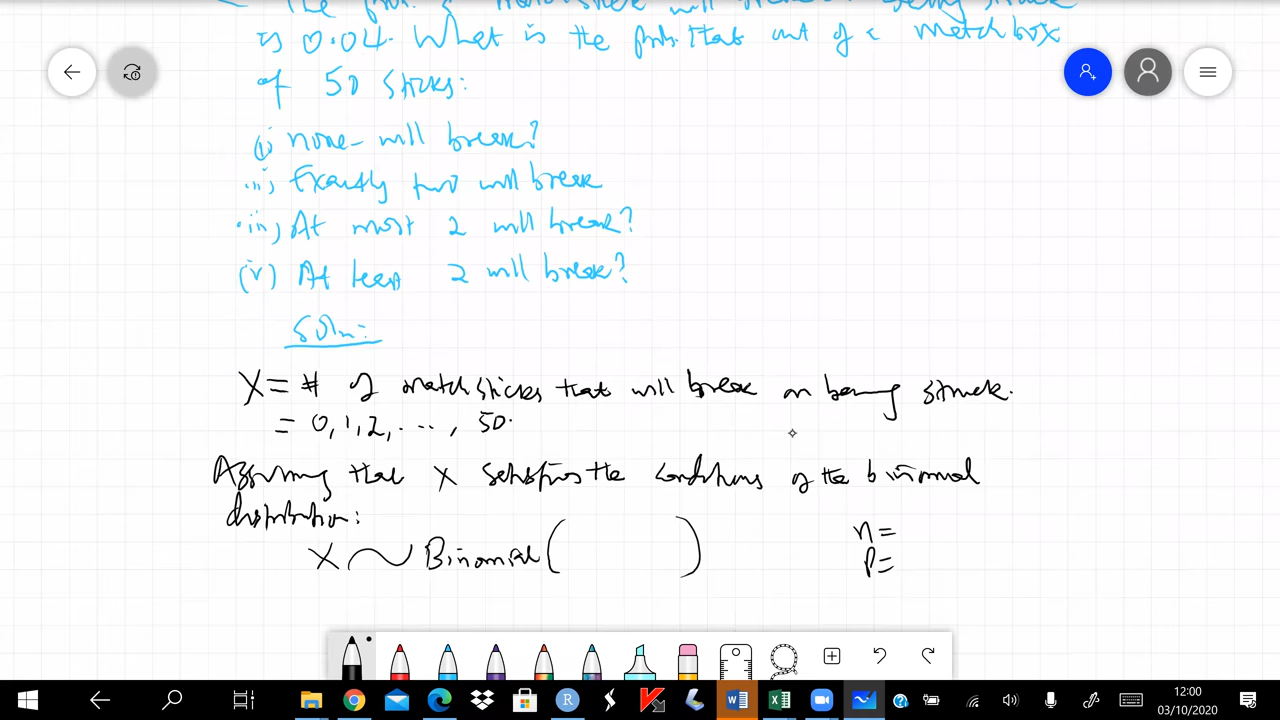 is 0.04. What is the prob. that out of a matchbox
of 50 sticks:
(i) none will break?
(ii) Exactly two will break
(iii) At most 2 will break?
(iv) At least 2 will break?
Soln:
X = # of matchsticks that will break on being struck.
= 0, 1, 2, ..., 50.
Assuming that X satisfies the conditions of the binomial
distribution:
X ~ Binomial( )
n =
p =
12:00
03/10/2020